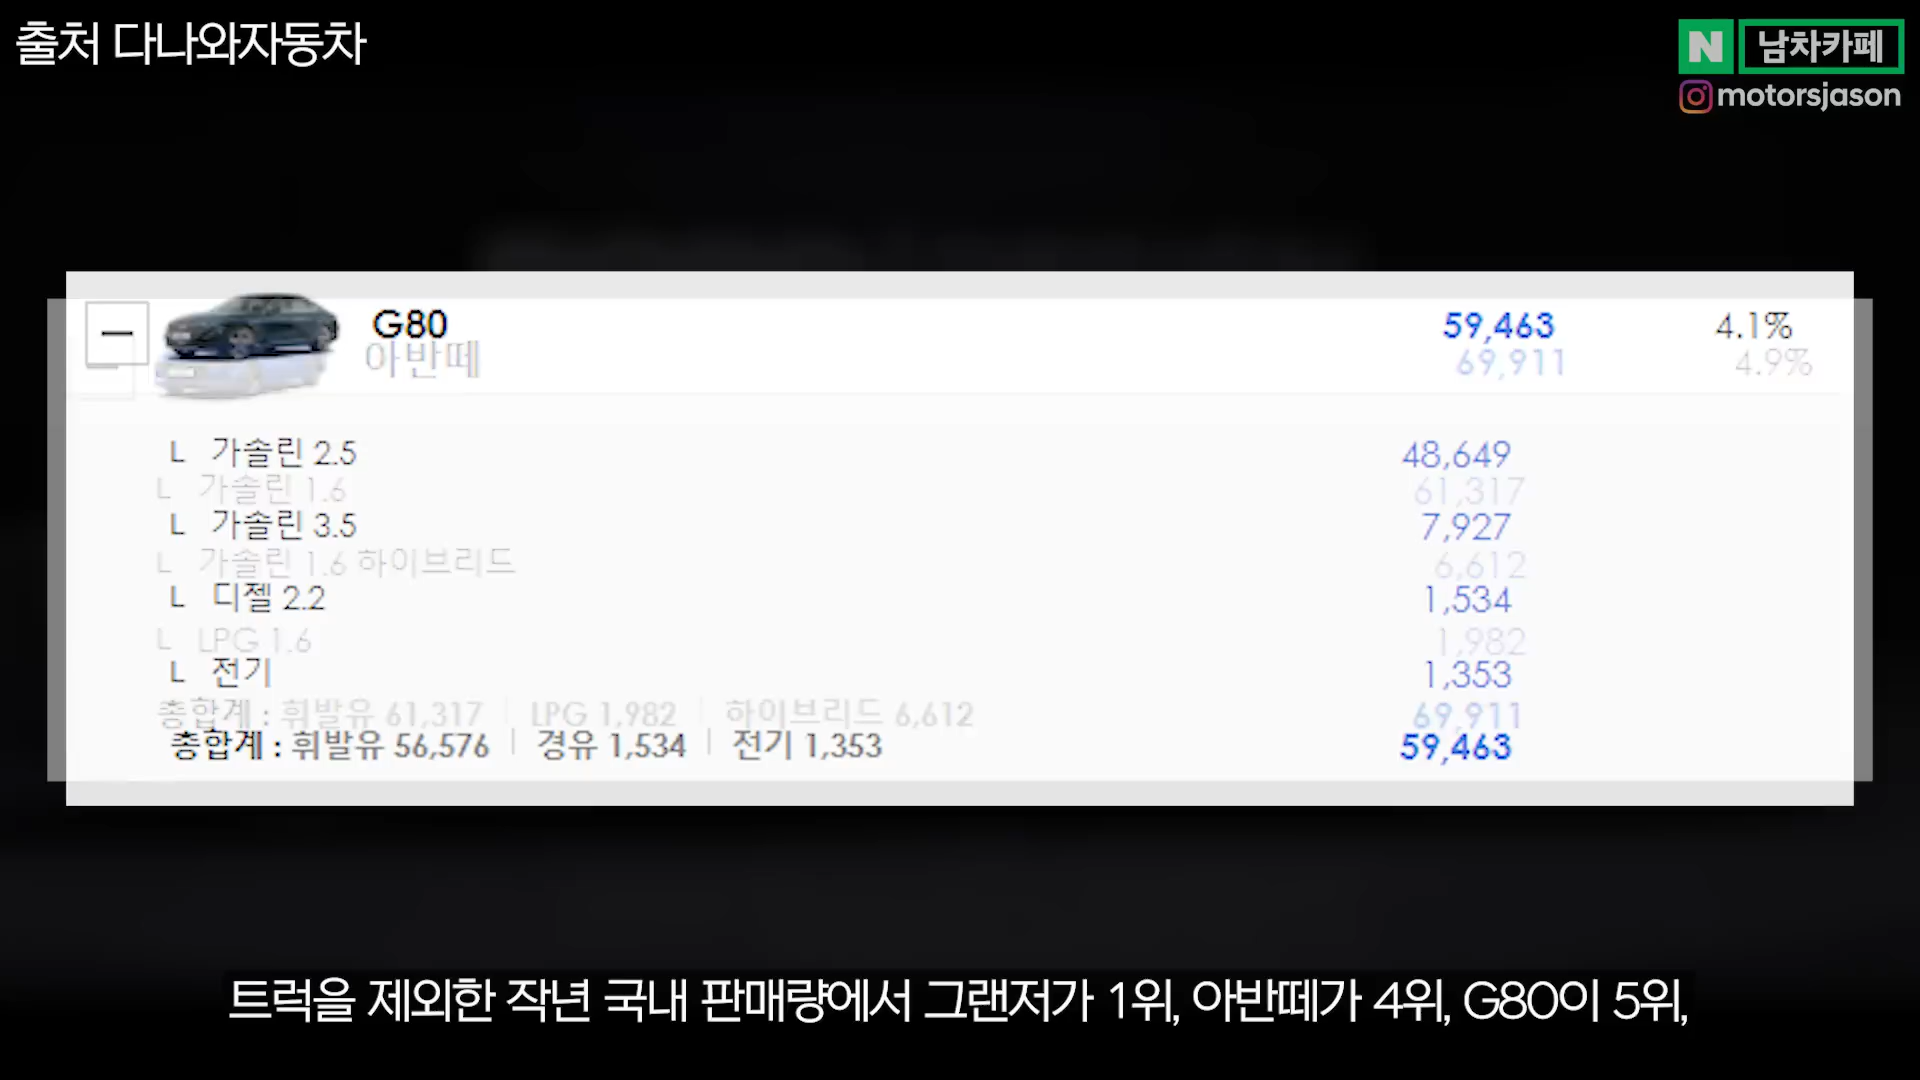 출처 다나와자동차
N 남차카페
motorsjason
G80 59,463 4.1%
아반떼 69,911 4.9%
L 가솔린 2.5 48,649
L 가솔린 1.6 61,317
L 가솔린 3.5 7,927
L 가솔린 1.6 하이브리드 6,612
L 디젤 2.2 1,534
L LPG 1.6 1,982
L 전기 1,353
총합계 : 휘발유 61,317 | LPG 1,982 | 하이브리드 6,612 69,911
총합계 : 휘발유 56,576 | 경유 1,534 | 전기 1,353 59,463
트럭을 제외한 작년 국내 판매량에서 그랜저가 1위, 아반떼가 4위, G80이 5위,